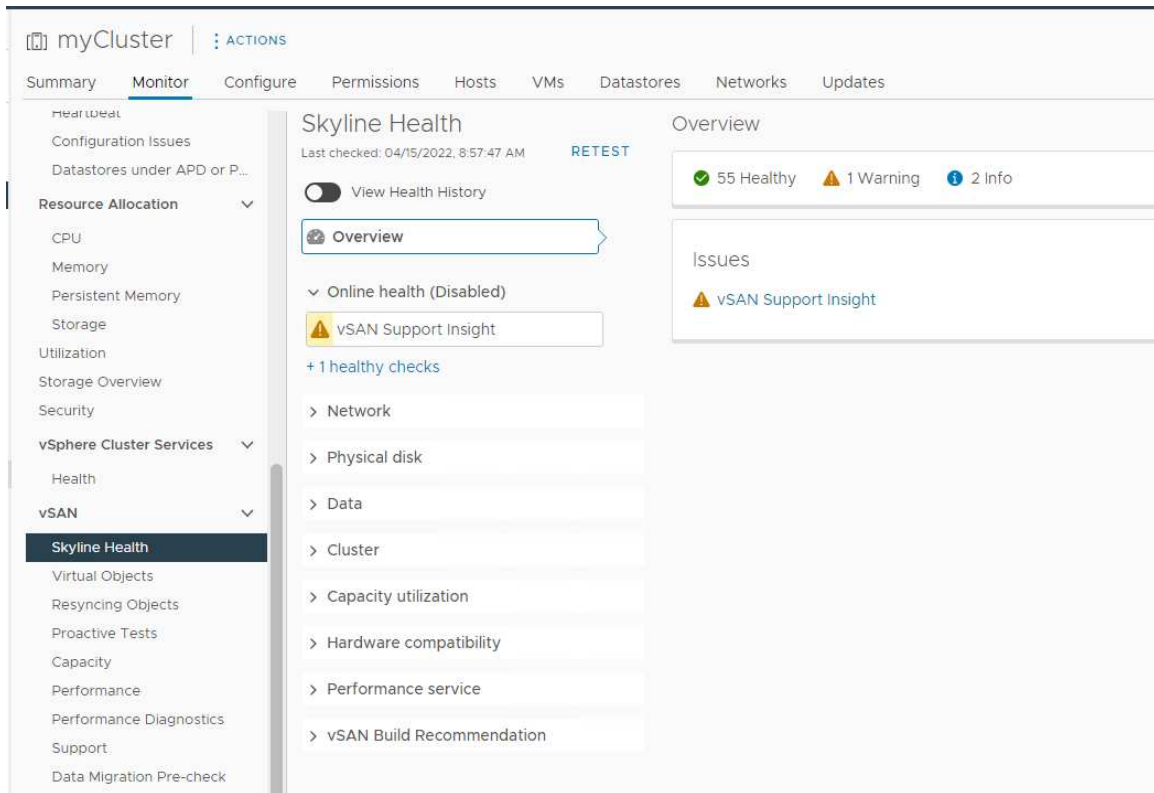 myCluster
ACTIONS
Summary Monitor Configure Permissions Hosts VMs Datastores Networks Updates
Heartbeat
Configuration Issues
Datastores under APD or P...
Resource Allocation
CPU
Memory
Persistent Memory
Storage
Utilization
Storage Overview
Security
vSphere Cluster Services
Health
vSAN
Skyline Health
Virtual Objects
Resyncing Objects
Proactive Tests
Capacity
Performance
Performance Diagnostics
Support
Data Migration Pre-check
Skyline Health
Last checked: 04/15/2022, 8:57:47 AM RETEST
View Health History
Overview
Online health (Disabled)
vSAN Support Insight
+ 1 healthy checks
Network
Physical disk
Data
Cluster
Capacity utilization
Hardware compatibility
Performance service
vSAN Build Recommendation
Overview
55 Healthy 1 Warning 2 Info
Issues
vSAN Support Insight